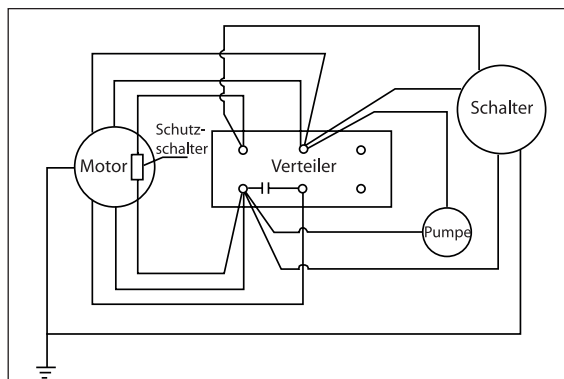 Schutz-
schalter
Motor
Verteiler
Schalter
Pumpe